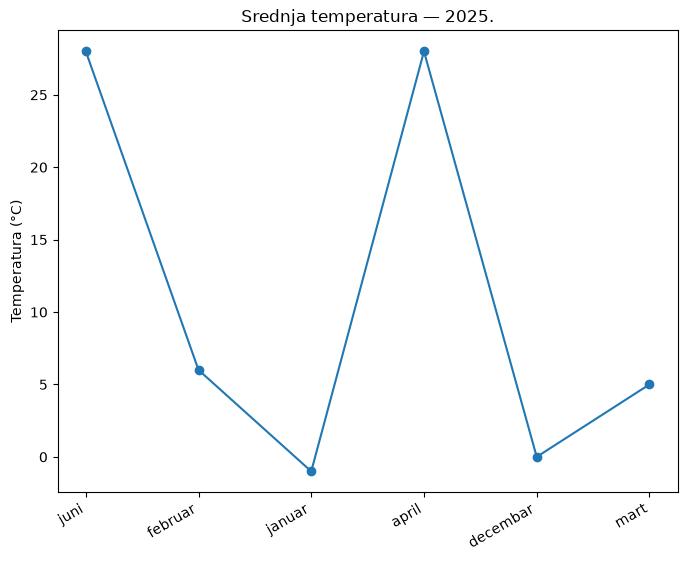 Srednja temperatura — 2025.
Temperatura (°C)
25
20
15
10
5
0
juni
februar
januar
april
decembar
mart